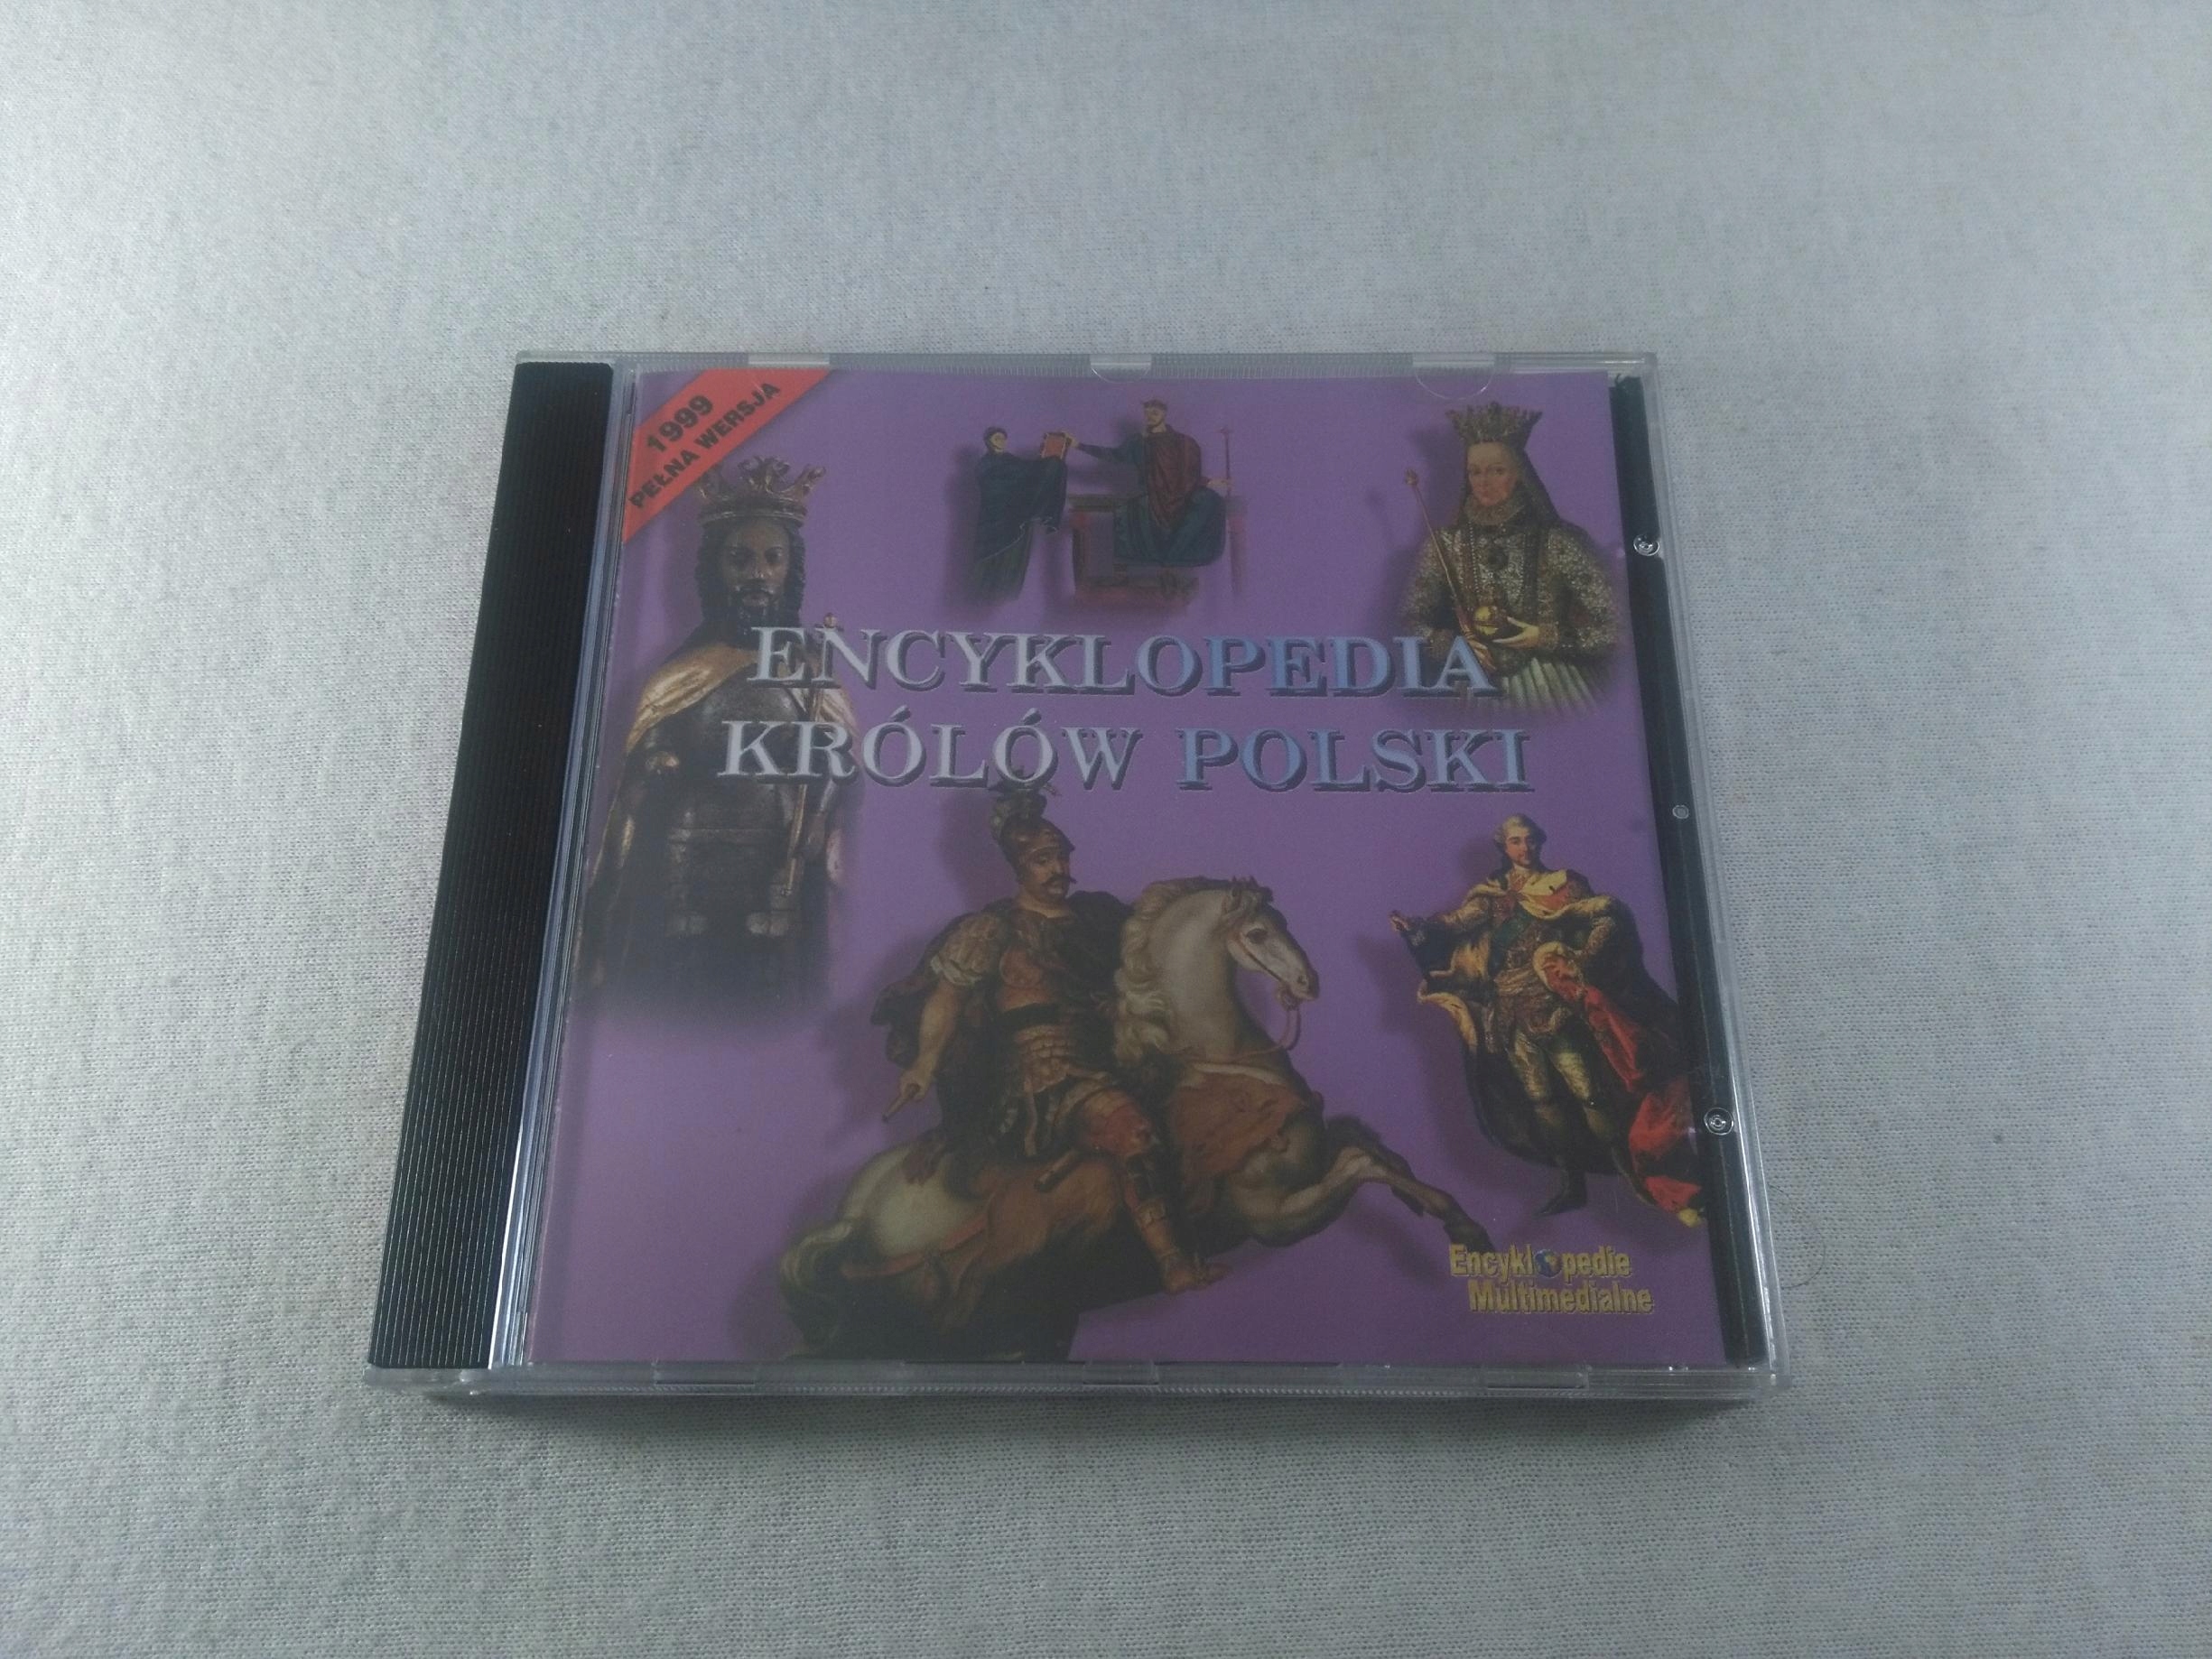 1999
PEŁNA WERSJA
ENCYKLOPEDIA
KRÓLÓW POLSKI
Encyklopedie
Multimedialne